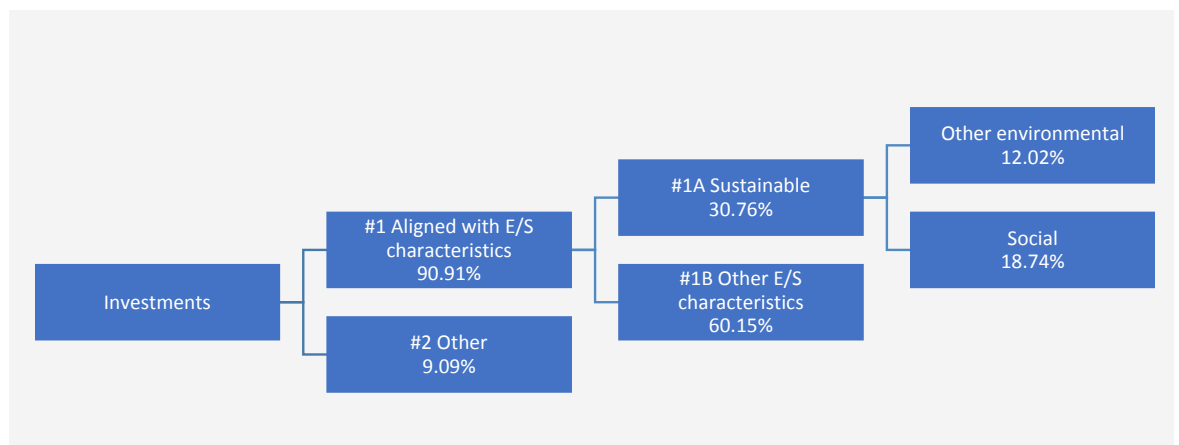 Investments
#1 Aligned with E/S
characteristics
90.91%
#2 Other
9.09%
#1A Sustainable
30.76%
#1B Other E/S
characteristics
60.15%
Other environmental
12.02%
Social
18.74%